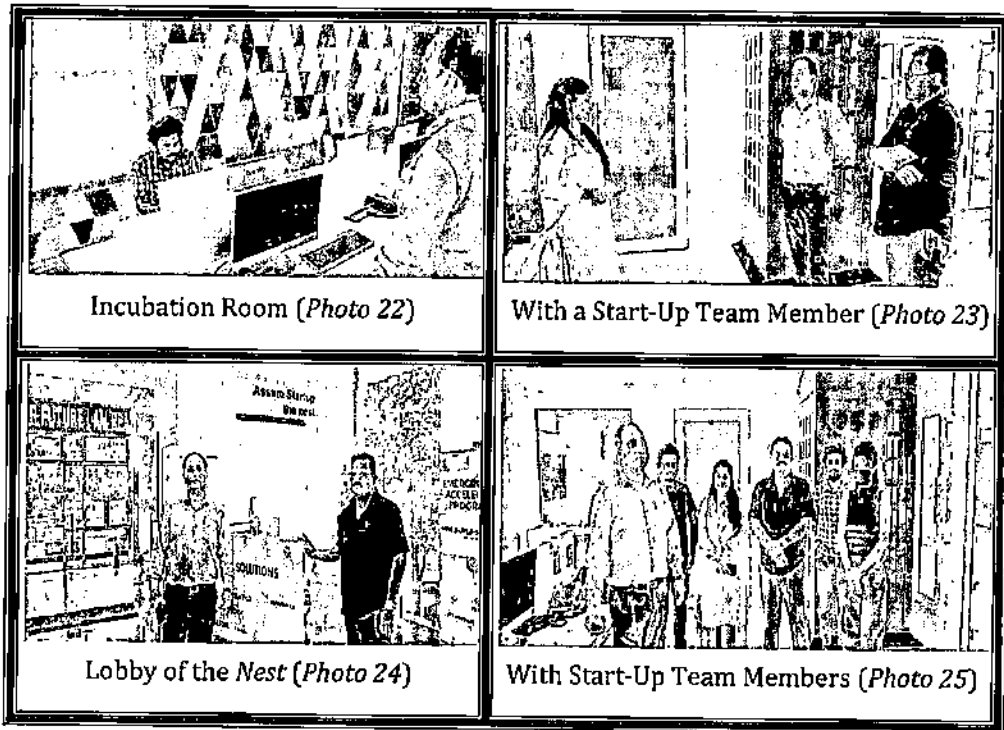 Incubation Room (Photo 22)
With a Start-Up Team Member (Photo 23)
Assam Startup
the nest
SOLUTIONS
Lobby of the Nest (Photo 24)
With Start-Up Team Members (Photo 25)